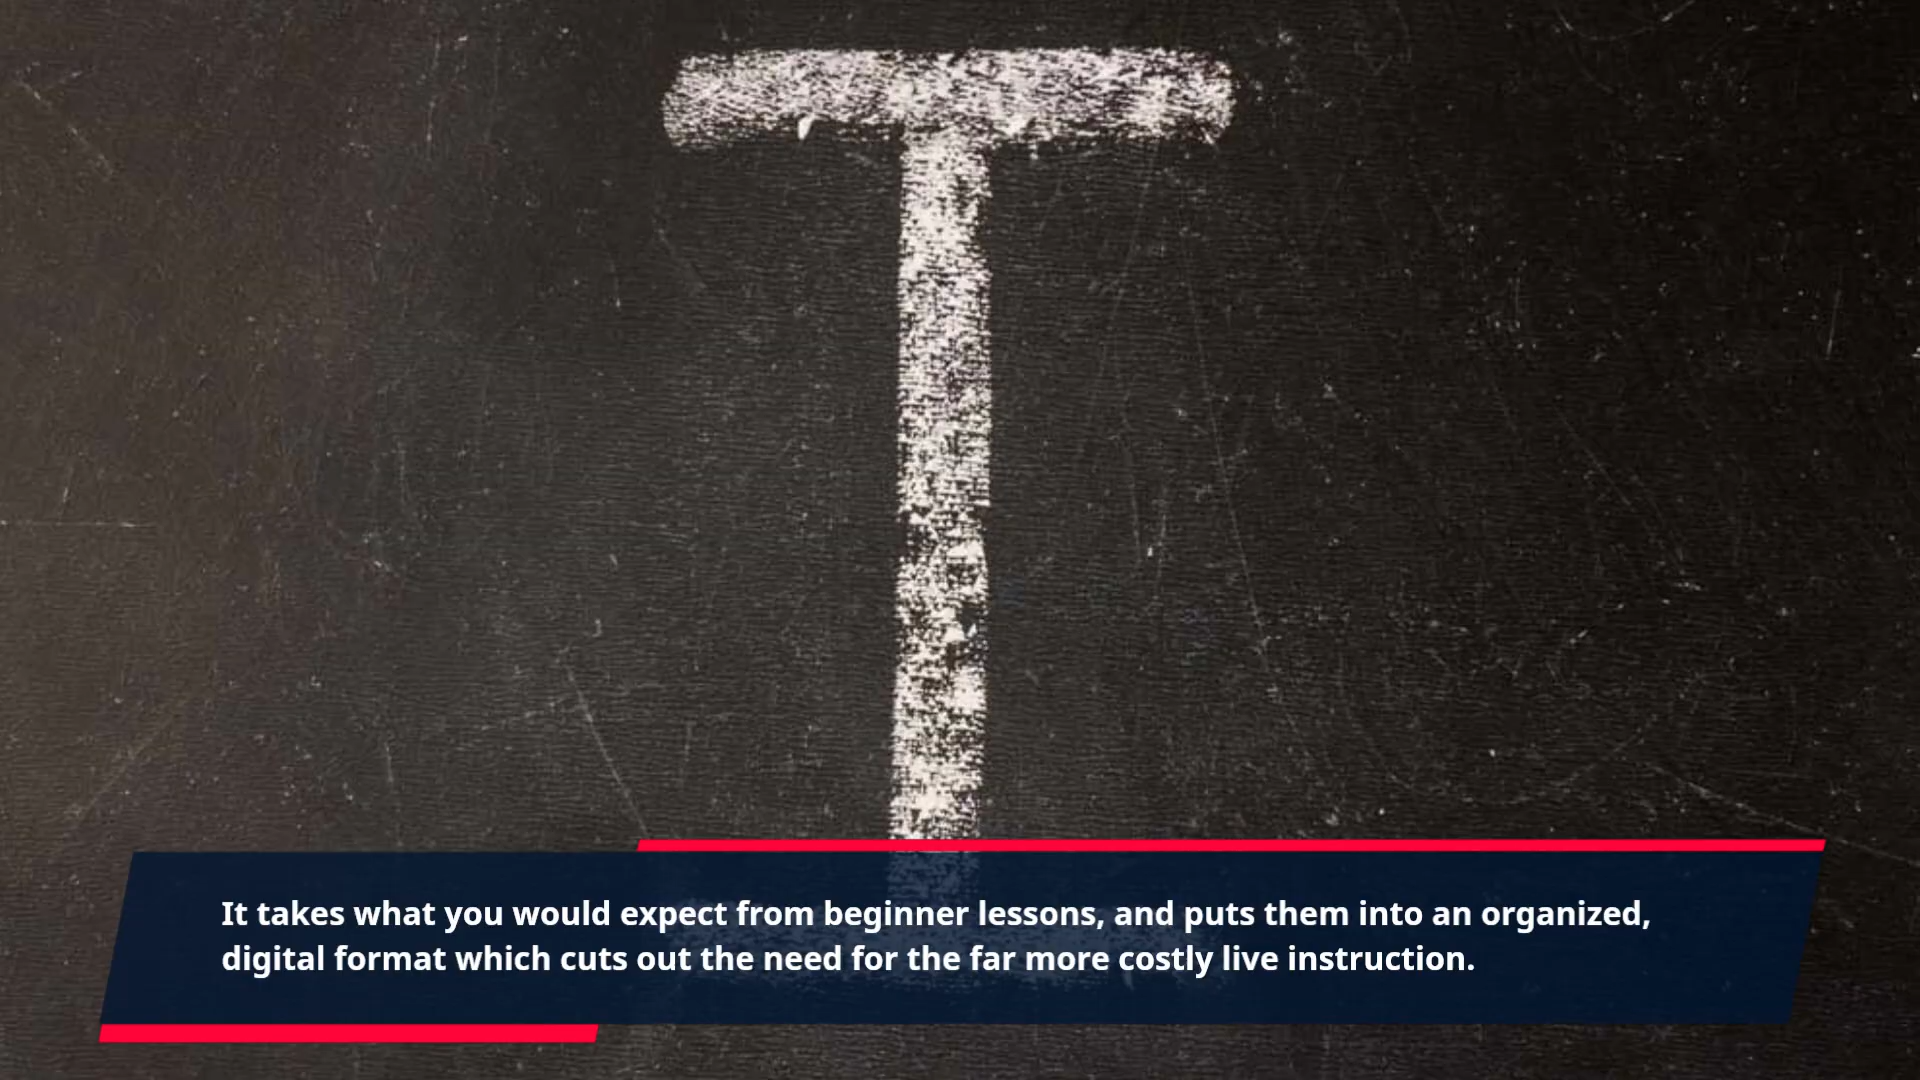 I
It takes what you would expect from beginner lessons, and puts them into an organized,
digital format which cuts out the need for the far more costly live instruction.